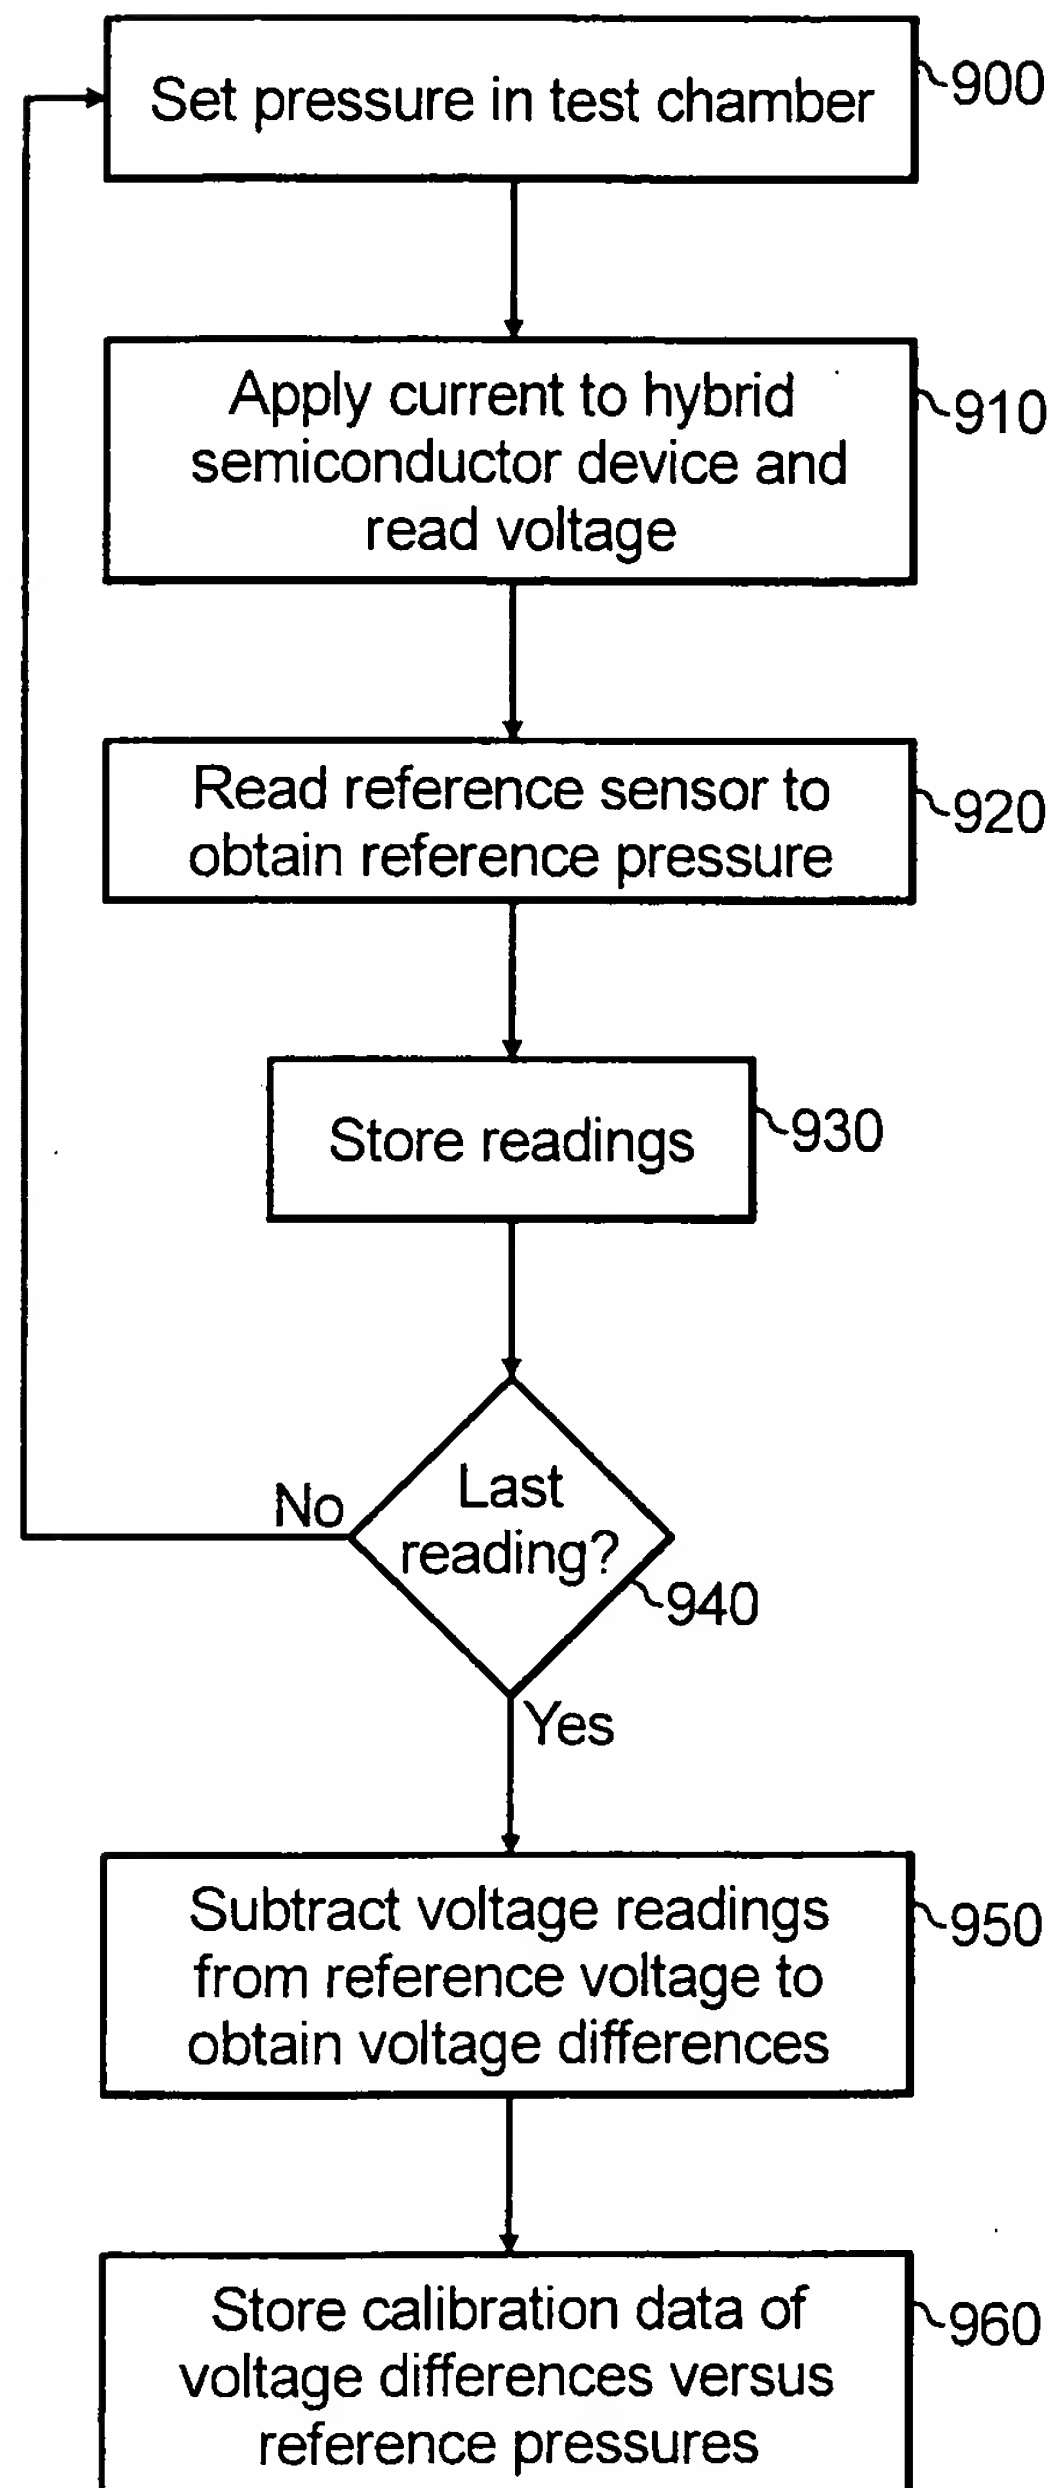 Set pressure in test chamber
900
Apply current to hybrid
semiconductor device and
read voltage
910
Read reference sensor to
obtain reference pressure
920
Store readings
930
No
Last
reading?
940
Yes
Subtract voltage readings
from reference voltage to
obtain voltage differences
950
Store calibration data of
voltage differences versus
reference pressures
960